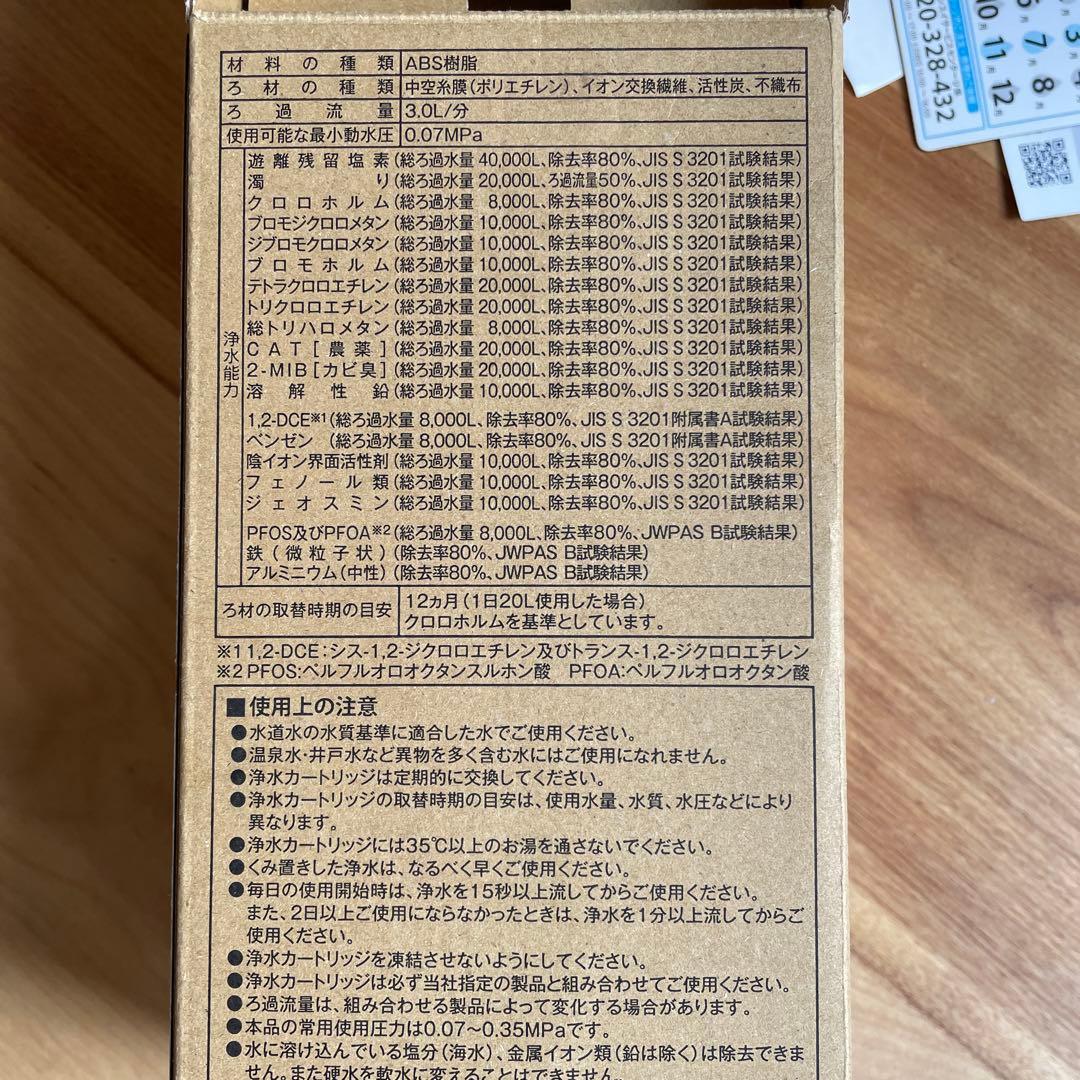 材料の種類 ABS樹脂
ろ材の種類 中空糸膜(ポリエチレン)、イオン交換繊維、活性炭、不織布
ろ過流量 3.0L/分
使用可能な最小動水圧 0.07MPa
浄水能力
遊離残留塩素(総ろ過水量 40,000L、除去率80%、JIS S 3201試験結果)
濁り(総ろ過水量 20,000L、ろ過流量50%、JIS S 3201試験結果)
クロロホルム(総ろ過水量 8,000L、除去率80%、JIS S 3201試験結果)
ブロモジクロロメタン(総ろ過水量 10,000L、除去率80%、JIS S 3201試験結果)
ジブロモクロロメタン(総ろ過水量 10,000L、除去率80%、JIS S 3201試験結果)
ブロモホルム(総ろ過水量 10,000L、除去率80%、JIS S 3201試験結果)
テトラクロロエチレン(総ろ過水量 20,000L、除去率80%、JIS S 3201試験結果)
トリクロロエチレン(総ろ過水量 20,000L、除去率80%、JIS S 3201試験結果)
総トリハロメタン(総ろ過水量 8,000L、除去率80%、JIS S 3201試験結果)
CAT[農薬](総ろ過水量 20,000L、除去率80%、JIS S 3201試験結果)
2-MIB[カビ臭](総ろ過水量 20,000L、除去率80%、JIS S 3201試験結果)
溶解性鉛(総ろ過水量 10,000L、除去率80%、JIS S 3201試験結果)
1,2-DCE※1(総ろ過水量 8,000L、除去率80%、JIS S 3201附属書A試験結果)
ベンゼン (総ろ過水量 8,000L、除去率80%、JIS S 3201附属書A試験結果)
陰イオン界面活性剤(総ろ過水量 10,000L、除去率80%、JIS S 3201試験結果)
フェノール類(総ろ過水量 10,000L、除去率80%、JIS S 3201試験結果)
ジェオスミン(総ろ過水量 10,000L、除去率80%、JIS S 3201試験結果)
PFOS及びPFOA※2(総ろ過水量 8,000L、除去率80%、JWPAS B試験結果)
鉄(微粒子状)(除去率80%、JWPAS B試験結果)
アルミニウム(中性)(除去率80%、JWPAS B試験結果)
ろ材の取替時期の目安 12ヵ月(1日20L使用した場合)
クロロホルムを基準としています。
※1 1,2-DCE:シス-1,2-ジクロロエチレン及びトランス-1,2-ジクロロエチレン
※2 PFOS:ペルフルオロオクタンスルホン酸 PFOA:ペルフルオロオクタン酸
■使用上の注意
●水道水の水質基準に適合した水でご使用ください。
●温泉水・井戸水など異物を多く含む水にはご使用になれません。
●浄水カートリッジは定期的に交換してください。
●浄水カートリッジの取替時期の目安は、使用水量、水質、水圧などにより
異なります。
●浄水カートリッジには35℃以上のお湯を通さないでください。
●くみ置きした浄水は、なるべく早くご使用ください。
●毎日の使用開始時は、浄水を15秒以上流してからご使用ください。
また、2日以上ご使用にならなかったときは、浄水を1分以上流してからご
使用ください。
●浄水カートリッジを凍結させないようにしてください。
●浄水カートリッジは必ず当社指定の製品と組み合わせてご使用ください。
●ろ過流量は、組み合わせる製品によって変化する場合があります。
●本品の常用使用圧力は0.07～0.35MPaです。
●水に溶け込んでいる塩分(海水)、金属イオン類(鉛は除く)は除去できま
せん。また硬水を軟水に変えることはできません。
20-328-432
10月
11月
12月
6
7
8月
3